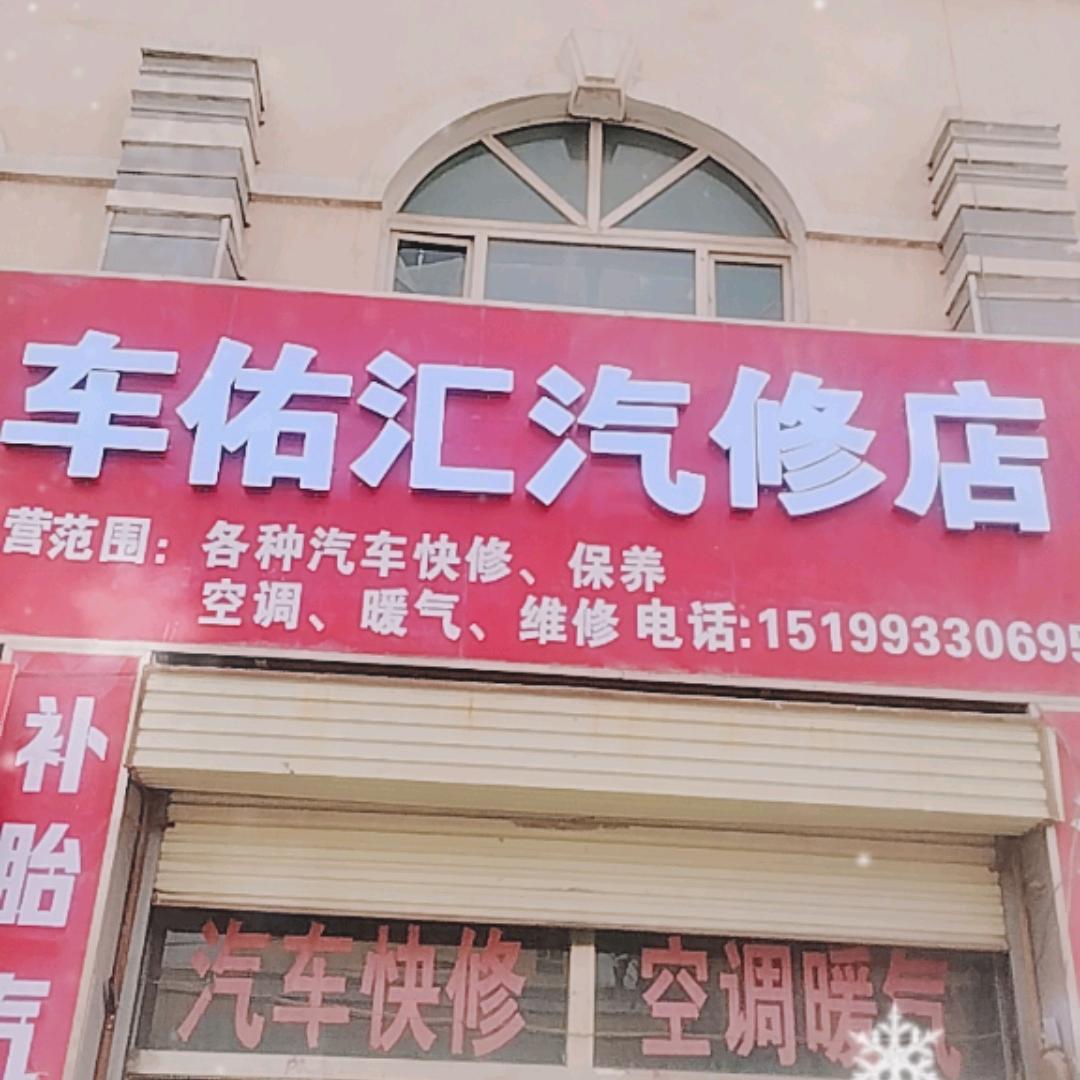 车佑汇汽修店
营范围：各种汽车快修、保养
空调、暖气、维修 电话:15199330695
补胎
汽车快修 空调暖气